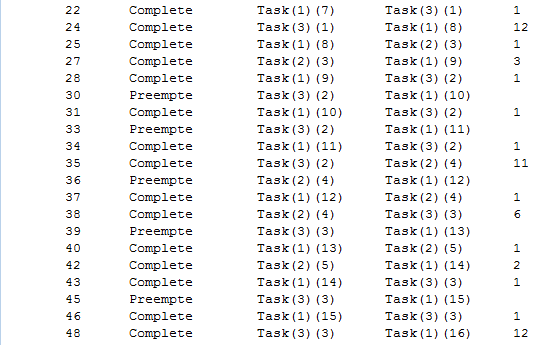 22 Complete Task(1)(7) Task(3)(1) 1
24 Complete Task(3)(1) Task(1)(8) 12
25 Complete Task(1)(8) Task(2)(3) 1
27 Complete Task(2)(3) Task(1)(9) 3
28 Complete Task(1)(9) Task(3)(2) 1
30 Preempte Task(3)(2) Task(1)(10)
31 Complete Task(1)(10) Task(3)(2) 1
33 Preempte Task(3)(2) Task(1)(11)
34 Complete Task(1)(11) Task(3)(2) 1
35 Complete Task(3)(2) Task(2)(4) 11
36 Preempte Task(2)(4) Task(1)(12)
37 Complete Task(1)(12) Task(2)(4) 1
38 Complete Task(2)(4) Task(3)(3) 6
39 Preempte Task(3)(3) Task(1)(13)
40 Complete Task(1)(13) Task(2)(5) 1
42 Complete Task(2)(5) Task(1)(14) 2
43 Complete Task(1)(14) Task(3)(3) 1
45 Preempte Task(3)(3) Task(1)(15)
46 Complete Task(1)(15) Task(3)(3) 1
48 Complete Task(3)(3) Task(1)(16) 12